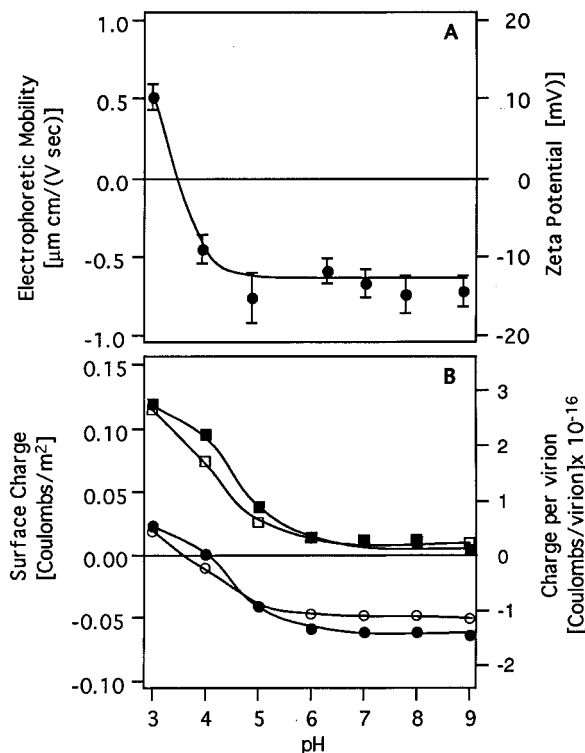 A
1.0
0.5
0.0
-0.5
-1.0
Electrophoretic Mobility
[µm cm/(V sec)]
20
10
0
-10
-20
Zeta Potential [mV]
B
0.15
0.10
0.05
0.00
-0.05
-0.10
Surface Charge
[Coulombs/m²]
3
2
1
0
-1
-2
Charge per virion
[Coulombs/virion]x 10⁻¹⁶
3 4 5 6 7 8 9
pH